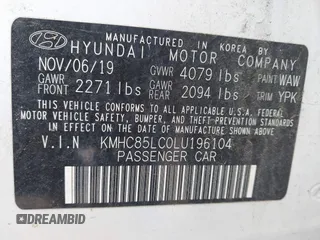 MANUFACTURED IN KOREA BY
HYUNDAI MOTOR COMPANY
NOV/06/19 GVWR 4079 lbs PAINT WAW
GAWR FRONT 2271 lbs GAWR REAR 2094 lbs TRIM YPK
THIS VEHICLE CONFORMS TO ALL APPLICABLE U.S. FEDERAL
MOTOR VEHICLE SAFETY, BUMPER, AND THEFT PREVENTION
STANDARDS IN EFFECT ON THE DATE OF MANUFACTURE SHOWN ABOVE.
V.I.N KMHC85LC0LU196104
PASSENGER CAR
DREAMBID